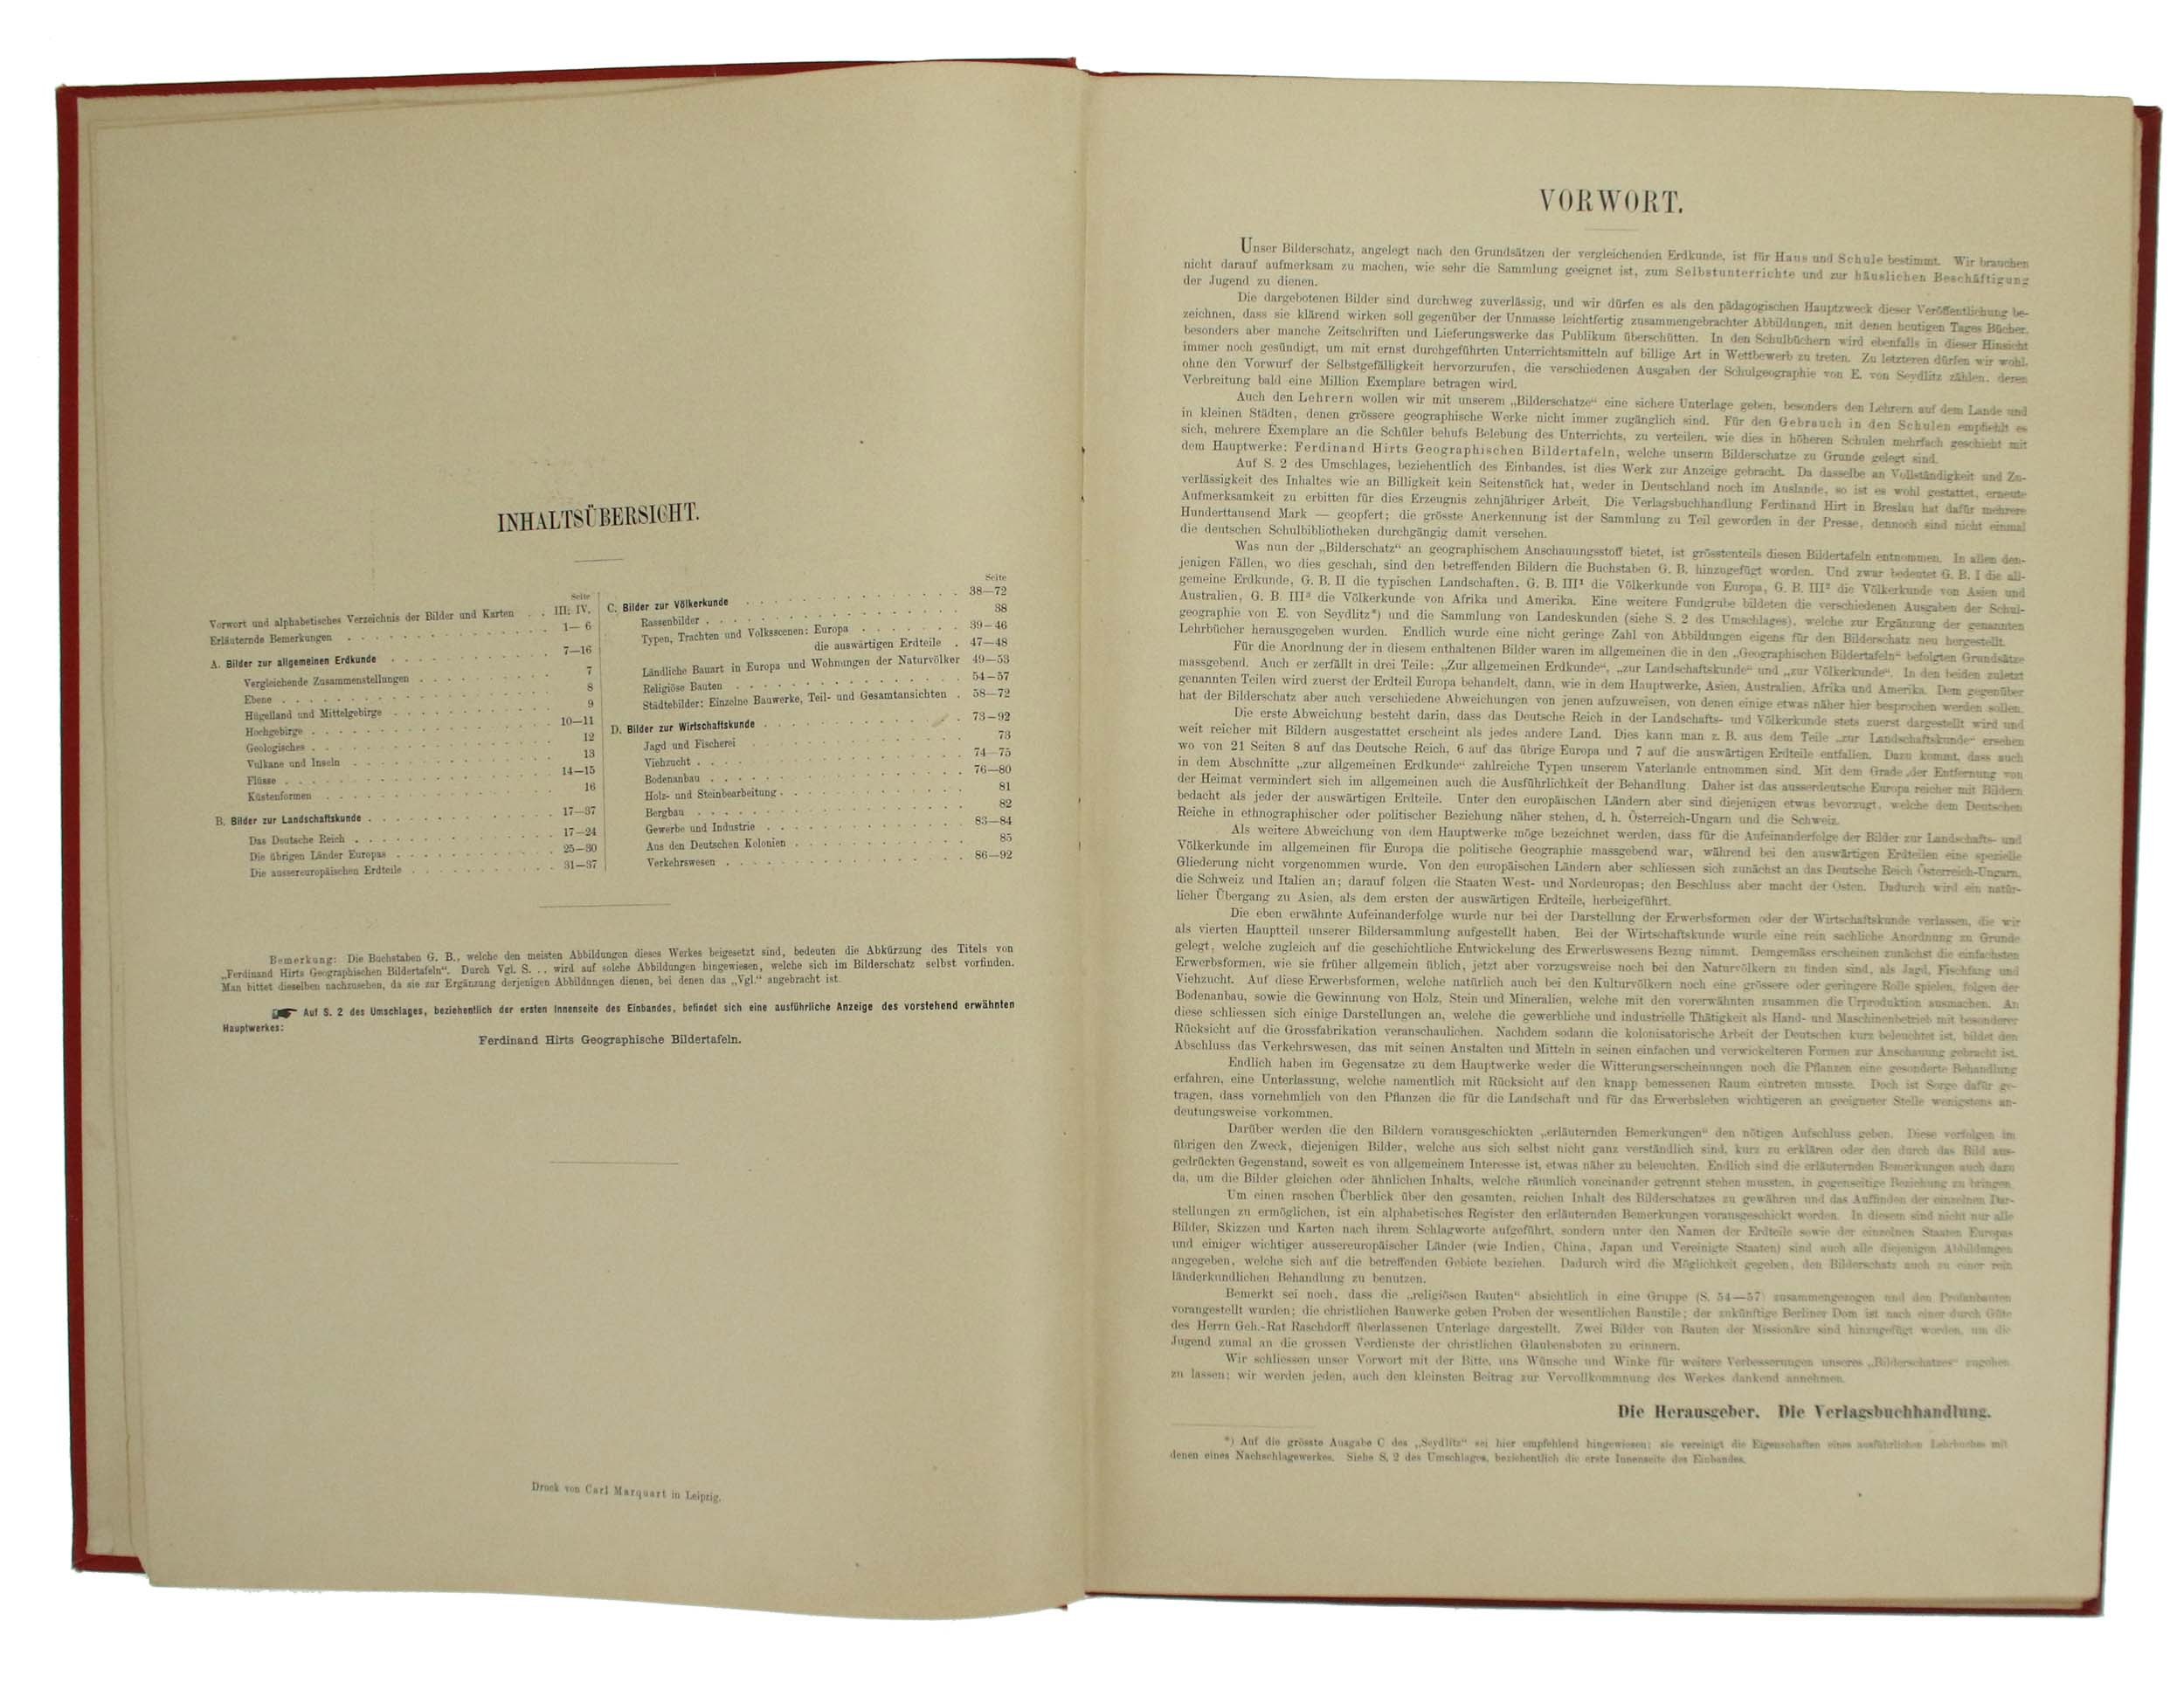 INHALTSÜBERSICHT.
Seite
Vorwort und alphabetisches Verzeichnis der Bilder und Karten . . III; IV.
Erläuternde Bemerkungen . . . 1—6
A. Bilder zur allgemeinen Erdkunde . . . 7—16
Vergleichende Zusammenstellungen . . . 7
Ebene . . . 8
Hügelland und Mittelgebirge . . . 9
Hochgebirge . . . 10—11
Geologisches . . . 12
Vulkane und Inseln . . . 13
Flüsse . . . 14—15
Küstenformen . . . 16
B. Bilder zur Landschaftskunde . . . 17—37
Das Deutsche Reich . . . 17—24
Die übrigen Länder Europas . . . 25—30
Die aussereuropäischen Erdteile . . . 31—37
Seite
C. Bilder zur Völkerkunde . . . 38—72
Rassenbilder . . . 38
Typen, Trachten und Volksscenen: Europa . . . 39—46
die auswärtigen Erdteile . 47—48
Ländliche Bauart in Europa und Wohnungen der Naturvölker 49—53
Religiöse Bauten . . . 54—57
Städtebilder: Einzelne Bauwerke, Teil- und Gesamtansichten . 58—72
D. Bilder zur Wirtschaftskunde . . . 73—92
Jagd und Fischerei . . . 73
Viehzucht . . . 74—75
Bodenanbau . . . 76—80
Holz- und Steinbearbeitung . . . 81
Bergbau . . . 82
Gewerbe und Industrie . . . 83—84
Aus den Deutschen Kolonien . . . 85
Verkehrswesen . . . 86—92
Bemerkung: Die Buchstaben G. B., welche den meisten Abbildungen dieses Werkes beigesetzt sind, bedeuten die Abkürzung des Titels von
„Ferdinand Hirts Geographischen Bildertafeln“. Durch Vgl. S. . . wird auf solche Abbildungen hingewiesen, welche sich im Bilderschatz selbst vorfinden.
Man bittet dieselben nachzusehen, da sie zur Ergänzung derjenigen Abbildungen dienen, bei denen das „Vgl.“ angebracht ist.
☛ Auf S. 2 des Umschlages, beziehentlich der ersten Innenseite des Einbandes, befindet sich eine ausführliche Anzeige des vorstehend erwähnten
Hauptwerkes:
Ferdinand Hirts Geographische Bildertafeln.
Druck von Carl Marquart in Leipzig.
VORWORT.
Unser Bilderschatz, angelegt nach den Grundsätzen der vergleichenden Erdkunde, ist für Haus und Schule bestimmt. Wir brauchen
nicht darauf aufmerksam zu machen, wie sehr die Sammlung geeignet ist, zum Selbstunterrichte und zur häuslichen Beschäftigung
der Jugend zu dienen.
Die dargebotenen Bilder sind durchweg zuverlässig, und wir dürfen es als den pädagogischen Hauptzweck dieser Veröffentlichung be-
zeichnen, dass sie klärend wirken soll gegenüber der Unmasse leichtfertig zusammengebrachter Abbildungen, mit denen heutigen Tages Bücher,
besonders aber manche Zeitschriften und Lieferungswerke das Publikum überschütten. In den Schulbüchern wird ebenfalls in dieser Hinsicht
immer noch gesündigt, um mit ernst durchgeführten Unterrichtsmitteln auf billige Art in Wettbewerb zu treten. Zu letzteren dürfen wir wohl,
ohne den Vorwurf der Selbstgefälligkeit hervorzurufen, die verschiedenen Ausgaben der Schulgeographie von E. von Seydlitz zählen, deren
Verbreitung bald eine Million Exemplare betragen wird.
Auch den Lehrern wollen wir mit unserem „Bilderschatze“ eine sichere Unterlage geben, besonders den Lehrern auf dem Lande und
in kleinen Städten, denen grössere geographische Werke nicht immer zugänglich sind. Für den Gebrauch in den Schulen empfiehlt es
sich, mehrere Exemplare an die Schüler behufs Belebung des Unterrichts, zu verteilen, wie dies in höheren Schulen mehrfach geschieht mit
dem Hauptwerke: Ferdinand Hirts Geographischen Bildertafeln, welche unserm Bilderschatze zu Grunde gelegt sind.
Auf S. 2 des Umschlages, beziehentlich des Einbandes, ist dies Werk zur Anzeige gebracht. Da dasselbe an Vollständigkeit und Zu-
verlässigkeit des Inhaltes wie an Billigkeit kein Seitenstück hat, weder in Deutschland noch im Auslande, so ist es wohl gestattet, erneute
Aufmerksamkeit zu erbitten für dies Erzeugnis zehnjähriger Arbeit. Die Verlagsbuchhandlung Ferdinand Hirt in Breslau hat dafür mehrere
Hunderttausend Mark — geopfert; die grösste Anerkennung ist der Sammlung zu Teil geworden in der Presse, dennoch sind nicht einmal
die deutschen Schulbibliotheken durchgängig damit versehen.
Was nun der „Bilderschatz“ an geographischem Anschauungsstoff bietet, ist grösstenteils diesen Bildertafeln entnommen. In allen den-
jenigen Fällen, wo dies geschah, sind den betreffenden Bildern die Buchstaben G. B. hinzugefügt worden. Und zwar bedeutet G. B. I die all-
gemeine Erdkunde, G. B. II die typischen Landschaften, G. B. III¹ die Völkerkunde von Europa, G. B. III² die Völkerkunde von Asien und
Australien, G. B. III³ die Völkerkunde von Afrika und Amerika. Eine weitere Fundgrube bildeten die verschiedenen Ausgaben der Schul-
geographie von E. von Seydlitz*) und die Sammlung von Landeskunden (siehe S. 2 des Umschlages), welche zur Ergänzung der genannten
Lehrbücher herausgegeben wurden. Endlich wurde eine nicht geringe Zahl von Abbildungen eigens für den Bilderschatz neu hergestellt.
Für die Anordnung der in diesem enthaltenen Bilder waren im allgemeinen die in den „Geographischen Bildertafeln“ befolgten Grundsätze
massgebend. Auch er zerfällt in drei Teile: „Zur allgemeinen Erdkunde“, „zur Landschaftskunde“ und „zur Völkerkunde“. In den beiden zuletzt
genannten Teilen wird zuerst der Erdteil Europa behandelt, dann, wie in dem Hauptwerke, Asien, Australien, Afrika und Amerika. Dem gegenüber
hat der Bilderschatz aber auch verschiedene Abweichungen von jenen aufzuweisen, von denen einige etwas näher hier besprochen werden sollen.
Die erste Abweichung besteht darin, dass das Deutsche Reich in der Landschafts- und Völkerkunde stets zuerst dargestellt wird und
weit reicher mit Bildern ausgestattet erscheint als jedes andere Land. Dies kann man z. B. aus dem Teile „zur Landschaftskunde“ ersehen
wo von 21 Seiten 8 auf das Deutsche Reich, 6 auf das übrige Europa und 7 auf die auswärtigen Erdteile entfallen. Dazu kommt, dass auch
in dem Abschnitte „zur allgemeinen Erdkunde“ zahlreiche Typen unserem Vaterlande entnommen sind. Mit dem Grade der Entfernung von
der Heimat vermindert sich im allgemeinen auch die Ausführlichkeit der Behandlung. Daher ist das ausserdeutsche Europa reicher mit Bildern
bedacht als jeder der auswärtigen Erdteile. Unter den europäischen Ländern aber sind diejenigen etwas bevorzugt, welche dem Deutschen
Reiche in ethnographischer oder politischer Beziehung näher stehen, d. h. Österreich-Ungarn und die Schweiz.
Als weitere Abweichung von dem Hauptwerke möge bezeichnet werden, dass für die Aufeinanderfolge der Bilder zur Landschafts- und
Völkerkunde im allgemeinen für Europa die politische Geographie massgebend war, während bei den auswärtigen Erdteilen eine spezielle
Gliederung nicht vorgenommen wurde. Von den europäischen Ländern aber schliessen sich zunächst an das Deutsche Reich Österreich-Ungarn,
die Schweiz und Italien an; darauf folgen die Staaten West- und Nordeuropas; den Beschluss aber macht der Osten. Dadurch wird ein natür-
licher Übergang zu Asien, als dem ersten der auswärtigen Erdteile, herbeigeführt.
Die eben erwähnte Aufeinanderfolge wurde nur bei der Darstellung der Erwerbsformen oder der Wirtschaftskunde verlassen, die wir
als vierten Hauptteil unserer Bildersammlung aufgestellt haben. Bei der Wirtschaftskunde wurde eine rein sachliche Anordnung zu Grunde
gelegt, welche zugleich auf die geschichtliche Entwickelung des Erwerbswesens Bezug nimmt. Demgemäss erscheinen zunächst die einfachsten
Erwerbsformen, wie sie früher allgemein üblich, jetzt aber vorzugsweise noch bei den Naturvölkern zu finden sind, als Jagd, Fischfang und
Viehzucht. Auf diese Erwerbsformen, welche natürlich auch bei den Kulturvölkern noch eine grössere oder geringere Rolle spielen, folgen der
Bodenanbau, sowie die Gewinnung von Holz, Stein und Mineralien, welche mit den vorerwähnten zusammen die Urproduktion ausmachen. An
diese schliessen sich einige Darstellungen an, welche die gewerbliche und industrielle Thätigkeit als Hand- und Maschinenbetrieb mit besonderer
Rücksicht auf die Grossfabrikation veranschaulichen. Nachdem sodann die kolonisatorische Arbeit der Deutschen kurz beleuchtet ist, bildet den
Abschluss das Verkehrswesen, das mit seinen Anstalten und Mitteln in seinen einfachen und verwickelteren Formen zur Anschauung gebracht ist.
Endlich haben im Gegensatze zu dem Hauptwerke weder die Witterungserscheinungen noch die Pflanzen eine gesonderte Behandlung
erfahren, eine Unterlassung, welche namentlich mit Rücksicht auf den knapp bemessenen Raum eintreten musste. Doch ist Sorge dafür ge-
tragen, dass vornehmlich von den Pflanzen die für die Landschaft und für das Erwerbsleben wichtigeren an geeigneter Stelle wenigstens an-
deutungsweise vorkommen.
Darüber werden die den Bildern vorausgeschickten „erläuternden Bemerkungen“ den nötigen Aufschluss geben. Diese verfolgen im
übrigen den Zweck, diejenigen Bilder, welche aus sich selbst nicht ganz verständlich sind, kurz zu erklären oder den durch das Bild aus-
gedrückten Gegenstand, soweit es von allgemeinem Interesse ist, etwas näher zu beleuchten. Endlich sind die erläuternden Bemerkungen auch dazu
da, um die Bilder gleichen oder ähnlichen Inhalts, welche räumlich voneinander getrennt stehen mussten, in gegenseitige Beziehung zu bringen.
Um einen raschen Überblick über den gesamten, reichen Inhalt des Bilderschatzes zu gewähren und das Auffinden der einzelnen Dar-
stellungen zu ermöglichen, ist ein alphabetisches Register den erläuternden Bemerkungen vorausgeschickt worden. In diesem sind nicht nur alle
Bilder, Skizzen und Karten nach ihrem Schlagworte aufgeführt, sondern unter den Namen der Erdteile sowie der einzelnen Staaten Europas
und einiger wichtiger aussereuropäischer Länder (wie Indien, China, Japan und Vereinigte Staaten) sind auch alle diejenigen Abbildungen
angegeben, welche sich auf die betreffenden Gebiete beziehen. Dadurch wird die Möglichkeit gegeben, den Bilderschatz auch zu einer rein
länderkundlichen Behandlung zu benutzen.
Bemerkt sei noch, dass die „religiösen Bauten“ absichtlich in eine Gruppe (S. 54—57) zusammengezogen und den Profanbauten
vorangestellt wurden; die christlichen Bauwerke geben Proben der wesentlichen Baustile; der zukünftige Berliner Dom ist nach einer durch Güte
des Herrn Geh.-Rat Raschdorff überlassenen Unterlage dargestellt. Zwei Bilder von Bauten der Missionäre sind hinzugefügt worden, um die
Jugend zumal an die grossen Verdienste der christlichen Glaubensboten zu erinnern.
Wir schliessen unser Vorwort mit der Bitte, uns Wünsche und Winke für weitere Verbesserungen unseres „Bilderschatzes“ zugehen
zu lassen; wir werden jeden, auch den kleinsten Beitrag zur Vervollkommnung des Werkes dankend annehmen.
Die Herausgeber. Die Verlagsbuchhandlung.
*) Auf die grösste Ausgabe C des „Seydlitz“ sei hier empfehlend hingewiesen; sie vereinigt die Eigenschaften eines ausführlichen Lehrbuches mit
denen eines Nachschlagewerkes. Siehe S. 2 des Umschlages, beziehentlich die erste Innenseite des Einbandes.